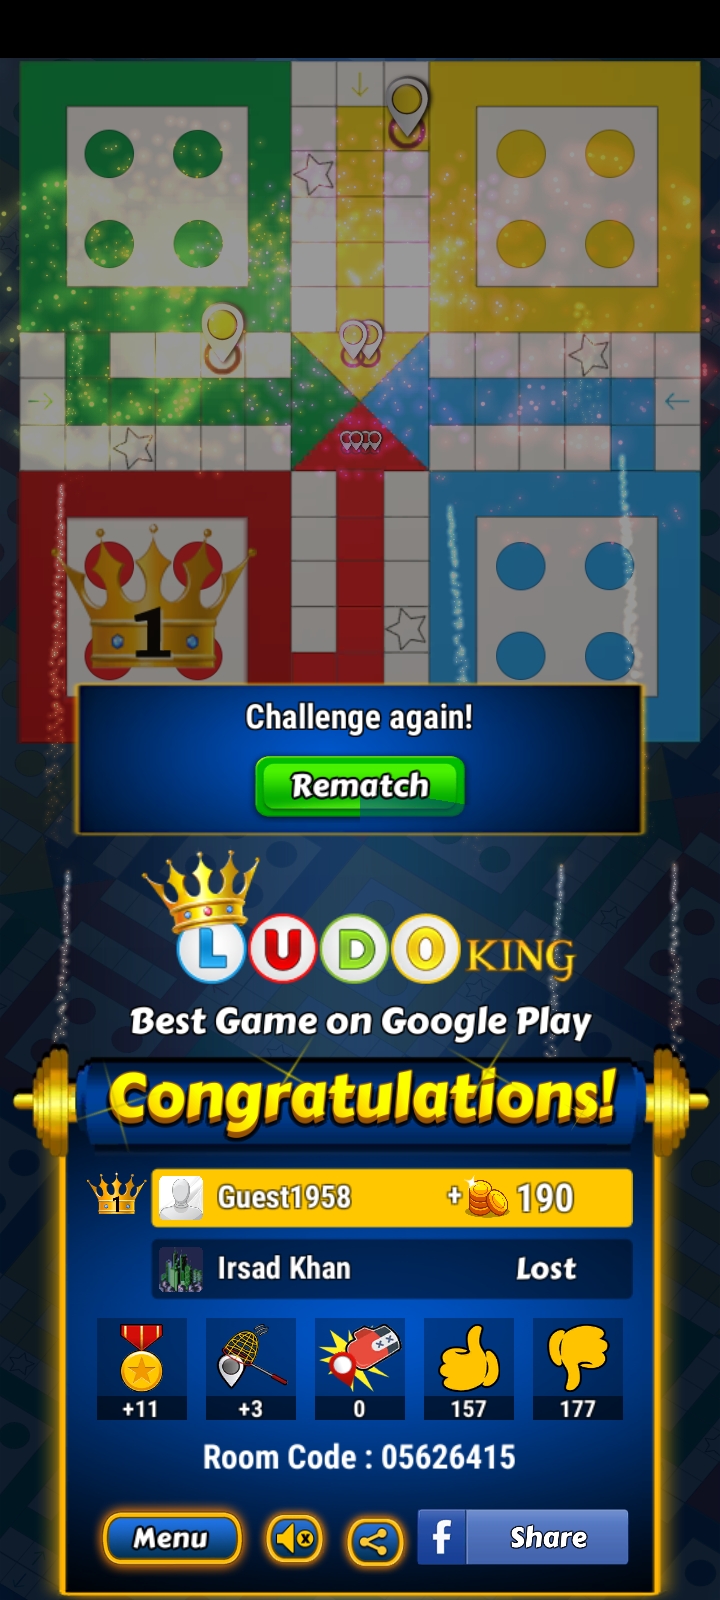 1
Challenge again!
Rematch
LUDO KING
Best Game on Google Play
Congratulations!
1 Guest1958 + 190
Irsad Khan Lost
+11 +3 0 157 177
Room Code : 05626415
Menu f Share